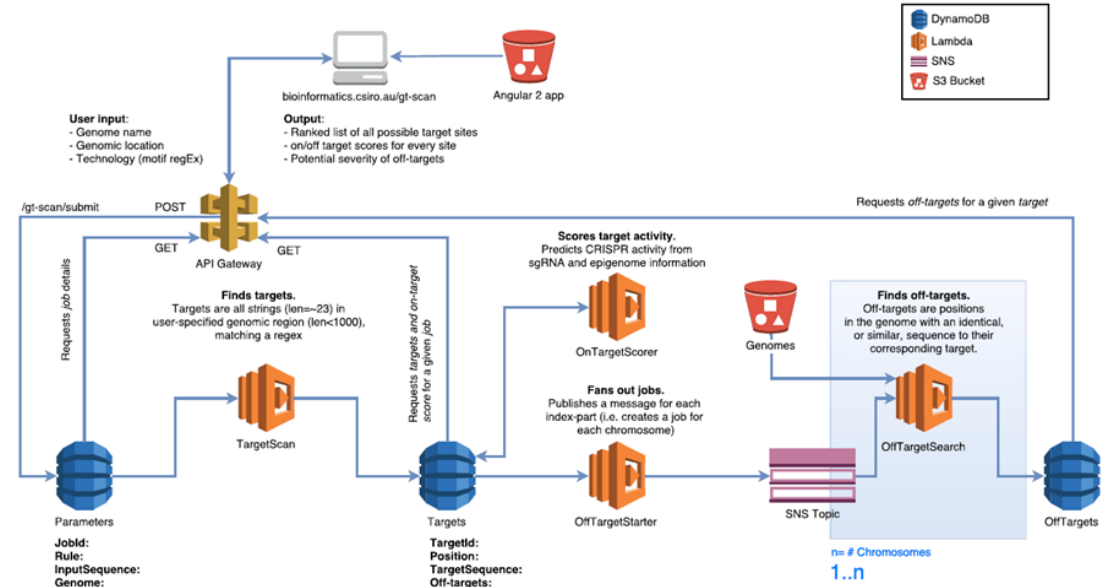 DynamoDB
Lambda
SNS
S3 Bucket
bioinformatics.csiro.au/gt-scan
Angular 2 app
User input:
- Genome name
- Genomic location
- Technology (motif regEx)
Output:
- Ranked list of all possible target sites
- on/off target scores for every site
- Potential severity of off-targets
/gt-scan/submit
POST
GET
GET
API Gateway
Requests off-targets for a given target
Requests job details
Finds targets.
Targets are all strings (len=~23) in
user-specified genomic region (len<1000),
matching a regex
Requests targets and on-target
score for a given job
Scores target activity.
Predicts CRISPR activity from
sgRNA and epigenome information
OnTargetScorer
Genomes
Finds off-targets.
Off-targets are positions
in the genome with an identical,
or similar, sequence to their
corresponding target.
Fans out jobs.
Publishes a message for each
index-part (i.e. creates a job for
each chromosome)
TargetScan
OffTargetSearch
Parameters
Targets
OffTargetStarter
SNS Topic
OffTargets
JobId:
Rule:
InputSequence:
Genome:
TargetId:
Position:
TargetSequence:
Off-targets:
n= # Chromosomes
1..n